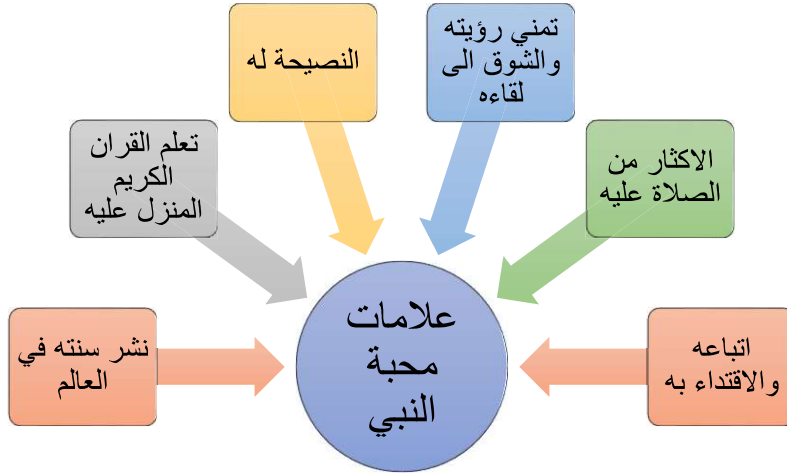 علامات
محبة
النبي
اتباعه
والاقتداء به
الاكثار من
الصلاة عليه
تمني رؤيته
والشوق الى
لقاءه
النصيحة له
تعلم القران
الكريم
المنزل عليه
نشر سنته في
العالم